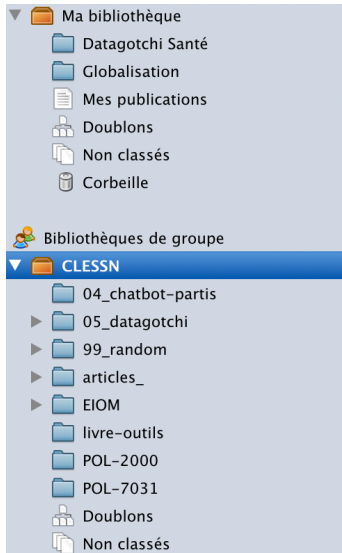 Ma bibliothèque
Datagotchi Santé
Globalisation
Mes publications
Doublons
Non classés
Corbeille
Bibliothèques de groupe
CLESSN
04_chatbot-partis
05_datagotchi
99_random
articles_
EIOM
livre-outils
POL-2000
POL-7031
Doublons
Non classés